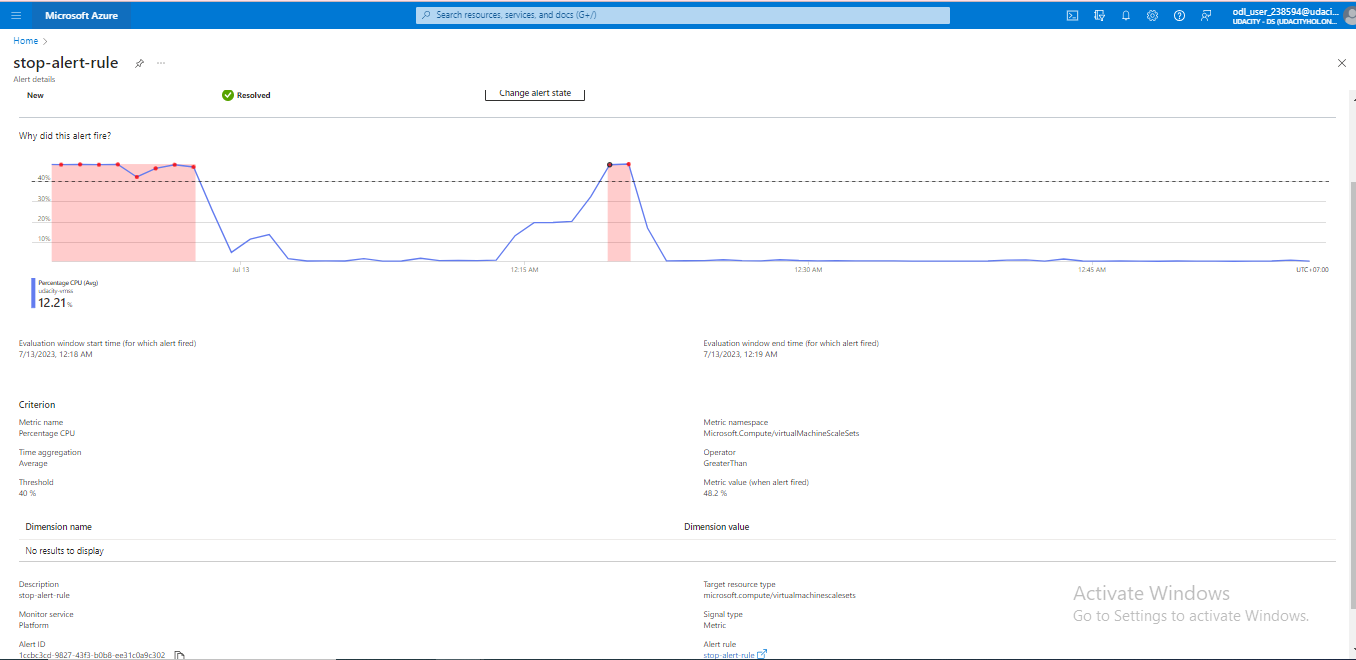 Microsoft Azure
Search resources, services, and docs (G+/)
odl_user_238594@udaci...
UDACITY - DS (UDACITYHOL.ON...
Home
stop-alert-rule
Alert details
New
Resolved
Change alert state
Why did this alert fire?
40%
30%
20%
10%
Jul 13
12:15 AM
12:30 AM
12:45 AM
UTC+07:00
Percentage CPU (Avg)
udacity-vmss
12.21%
Evaluation window start time (for which alert fired)
7/13/2023, 12:18 AM
Evaluation window end time (for which alert fired)
7/13/2023, 12:19 AM
Criterion
Metric name
Percentage CPU
Metric namespace
Microsoft.Compute/virtualMachineScaleSets
Time aggregation
Average
Operator
GreaterThan
Threshold
40 %
Metric value (when alert fired)
48.2 %
Dimension name
Dimension value
No results to display
Description
stop-alert-rule
Target resource type
microsoft.compute/virtualmachinescalesets
Monitor service
Platform
Signal type
Metric
Alert ID
1ccbc3cd-9827-43f3-b0b8-ee31c0a9c302
Alert rule
stop-alert-rule
Activate Windows
Go to Settings to activate Windows.